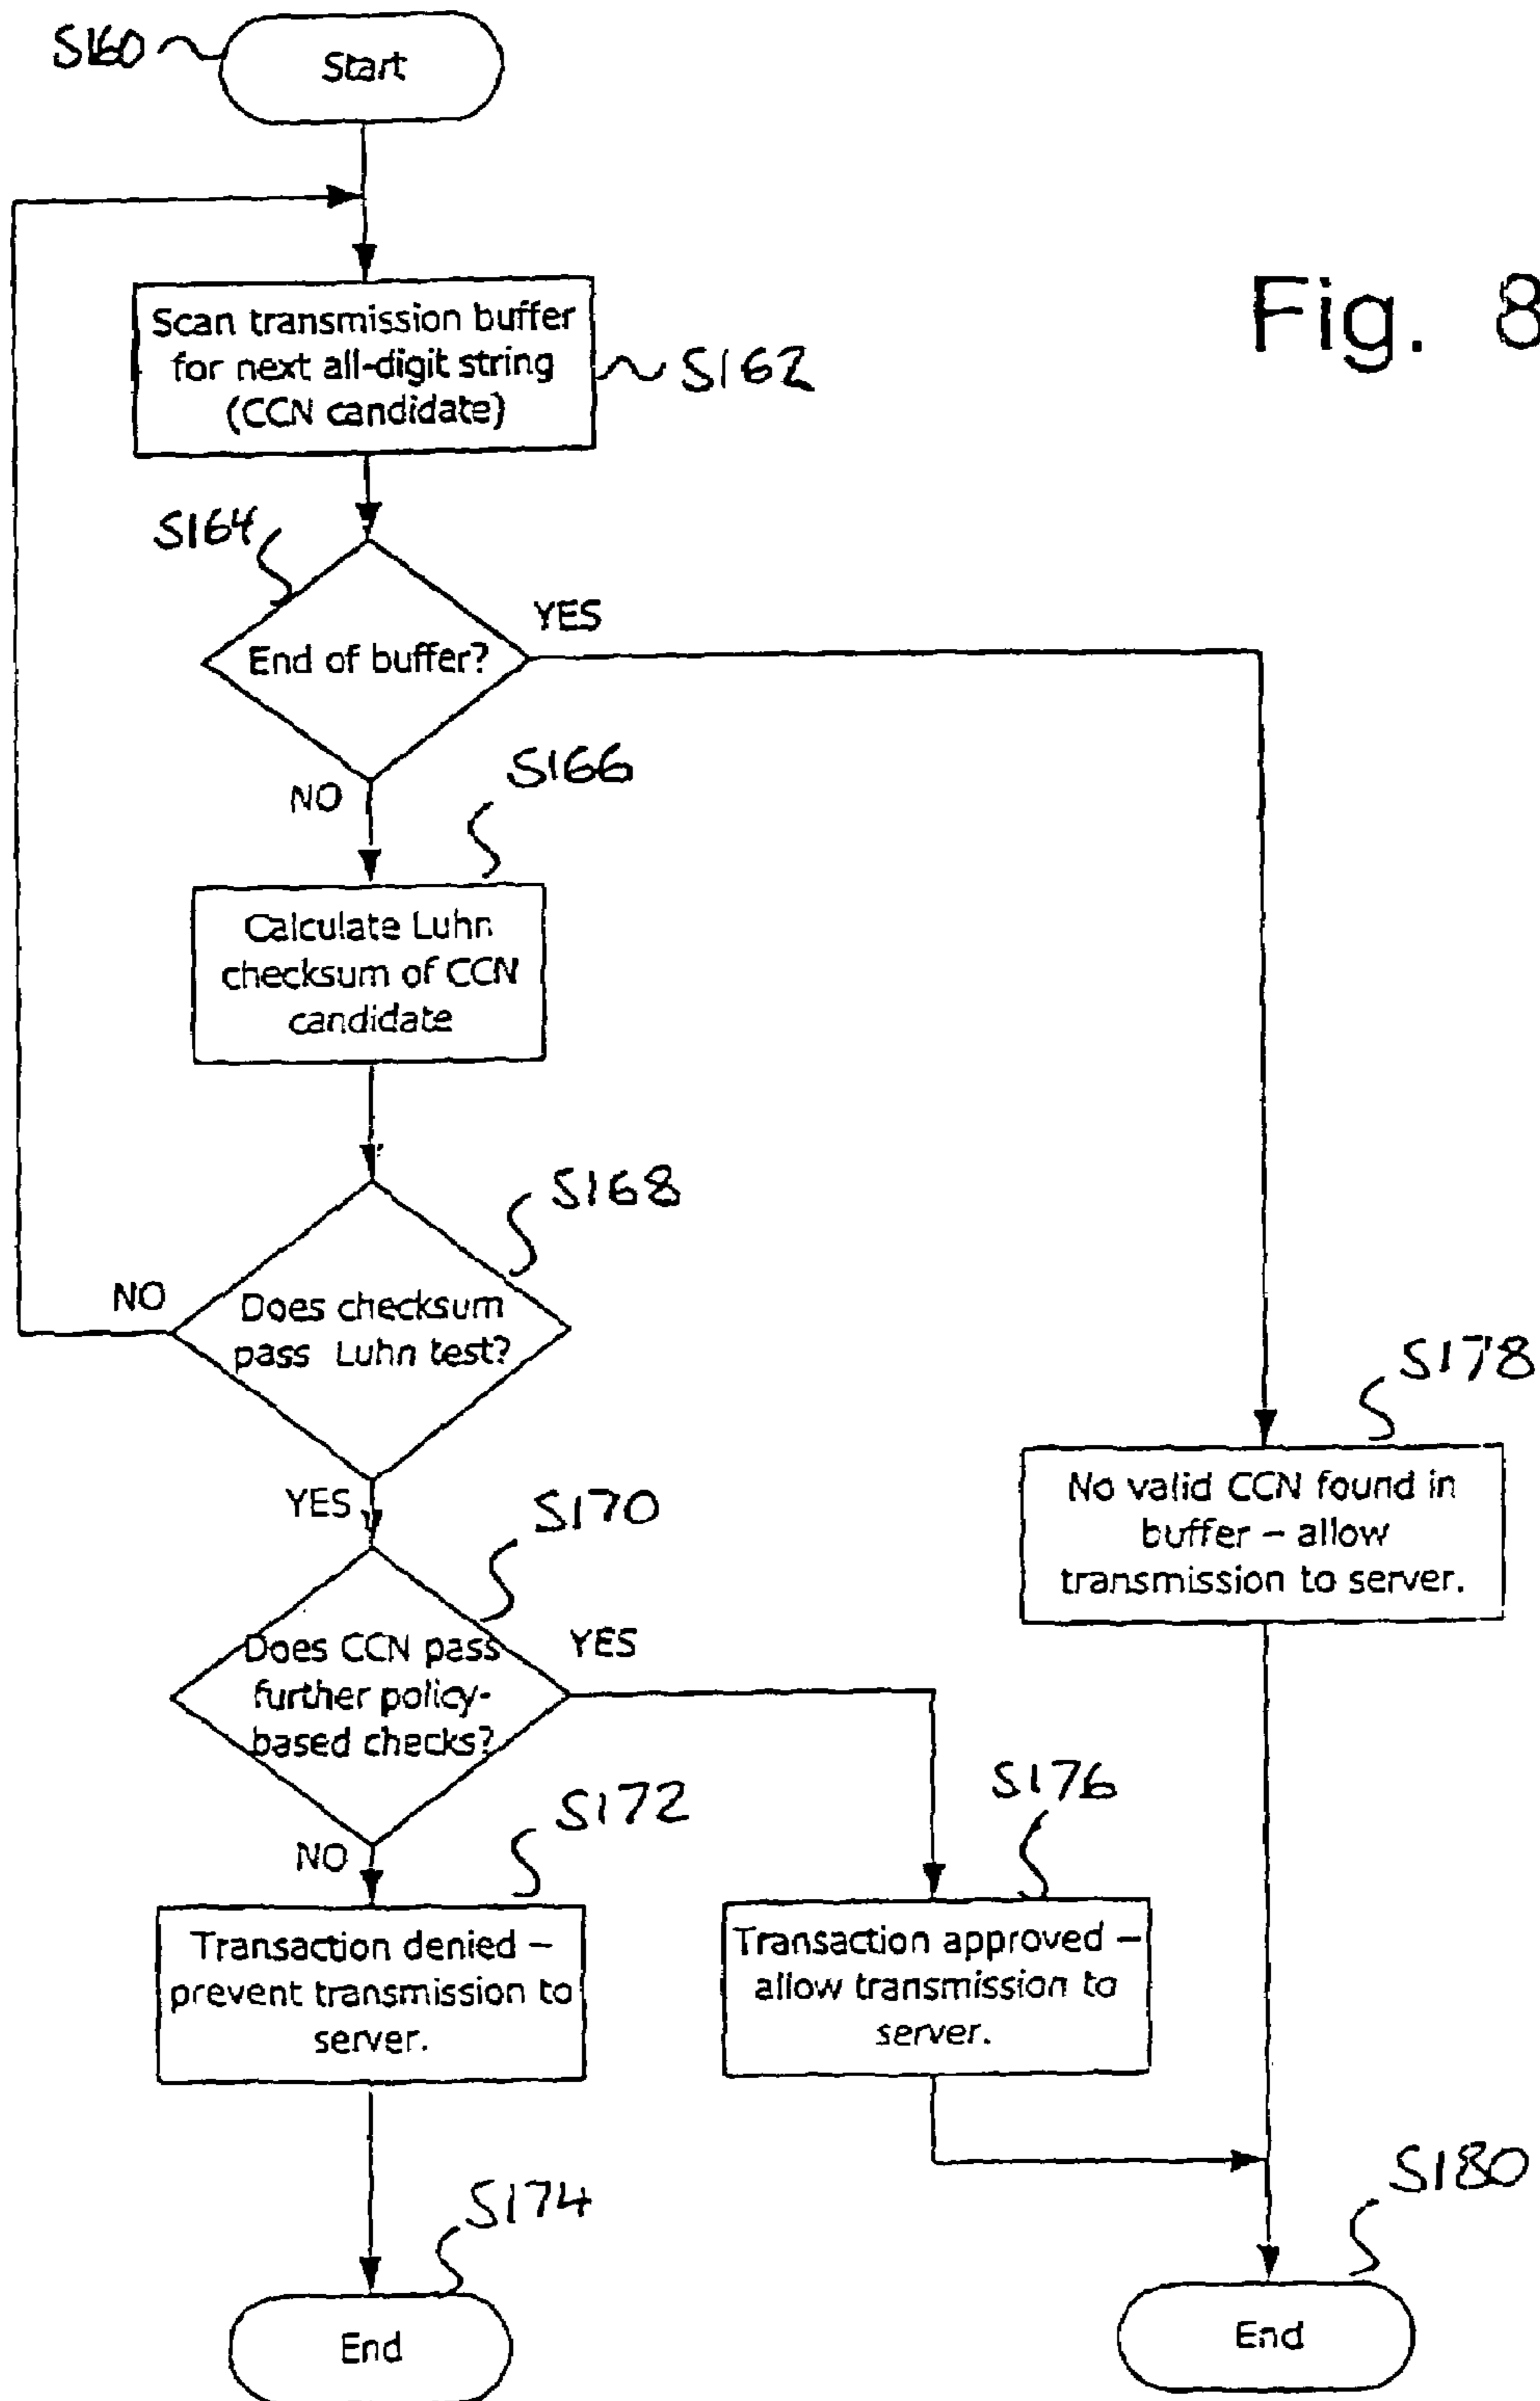 S160
Start
Fig. 8
Scan transmission buffer
for next all-digit string
(CCN candidate)
S162
S164
End of buffer?
YES
NO
S166
Calculate Luhn
checksum of CCN
candidate
S168
Does checksum
pass Luhn test?
NO
YES
S170
Does CCN pass
further policy-
based checks?
YES
NO
S178
No valid CCN found in
buffer – allow
transmission to server.
S172
Transaction denied –
prevent transmission to
server.
S176
Transaction approved –
allow transmission to
server.
S174
End
S180
End